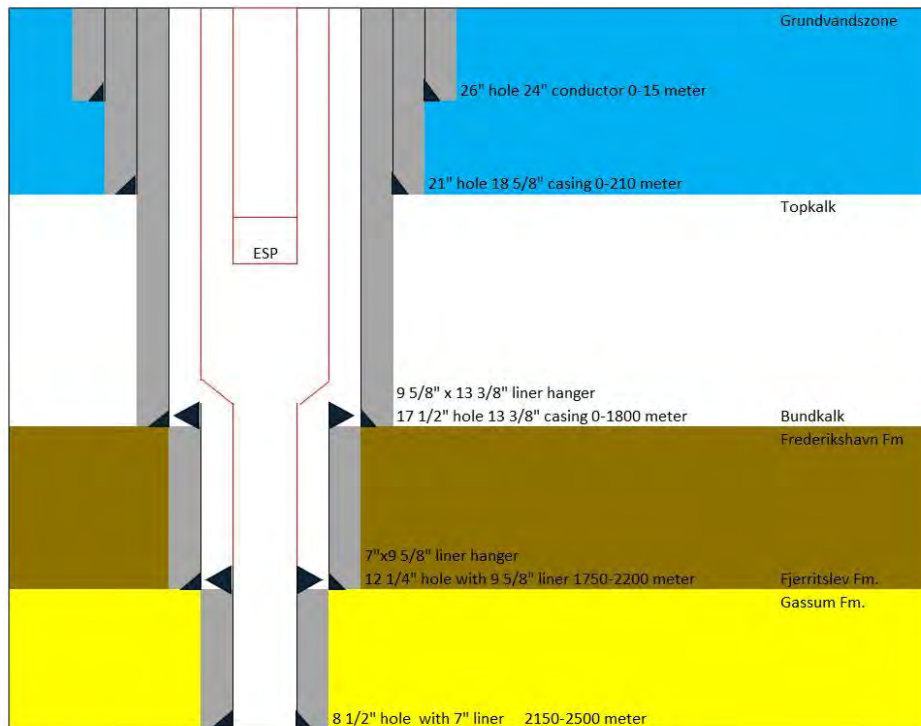 Grundvandszone
26" hole 24" conductor 0-15 meter
21" hole 18 5/8" casing 0-210 meter
Topkalk
ESP
9 5/8" x 13 3/8" liner hanger
17 1/2" hole 13 3/8" casing 0-1800 meter
Bundkalk
Frederikshavn Fm
7"x9 5/8" liner hanger
12 1/4" hole with 9 5/8" liner 1750-2200 meter
Fjerritslev Fm.
Gassum Fm.
8 1/2" hole with 7" liner 2150-2500 meter